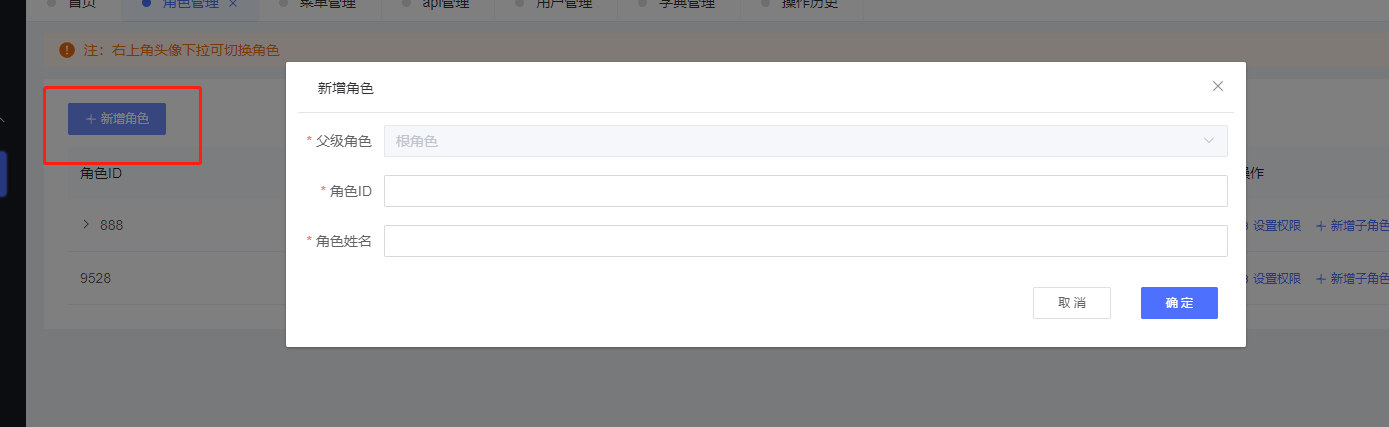 首页 角色管理 菜单管理 api管理 用户管理 字典管理 操作历史
注：右上角头像下拉可切换角色
新增角色
角色ID
888
设置权限 新增子角色
9528
设置权限 新增子角色
新增角色
* 父级角色 根角色
* 角色ID
* 角色姓名
取 消 确 定